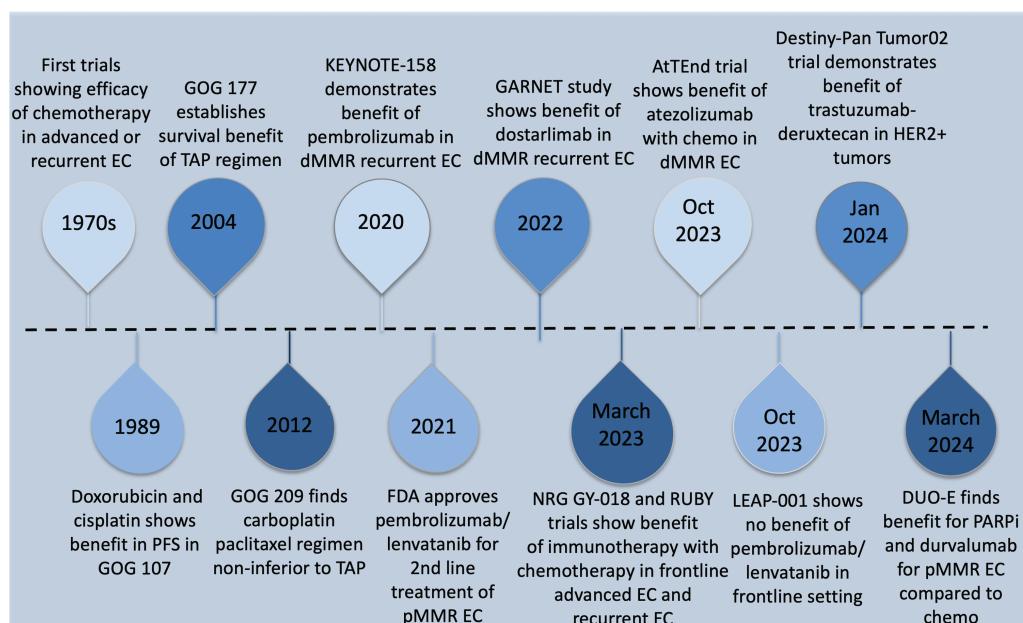 First trials
showing efficacy
of chemotherapy
in advanced or
recurrent EC
1970s
GOG 177
establishes
survival benefit
of TAP regimen
2004
KEYNOTE-158
demonstrates
benefit of
pembrolizumab in
dMMR recurrent EC
2020
GARNET study
shows benefit of
dostarlimab in
dMMR recurrent EC
2022
AtTEnd trial
shows benefit of
atezolizumab
with chemo in
dMMR EC
Oct
2023
Destiny-Pan Tumor02
trial demonstrates
benefit of
trastuzumab-
deruxtecan in HER2+
tumors
Jan
2024
1989
Doxorubicin and
cisplatin shows
benefit in PFS in
GOG 107
2012
GOG 209 finds
carboplatin
paclitaxel regimen
non-inferior to TAP
2021
FDA approves
pembrolizumab/
lenvatanib for
2nd line
treatment of
pMMR EC
March
2023
NRG GY-018 and RUBY
trials show benefit
of immunotherapy with
chemotherapy in frontline
advanced EC and
recurrent EC
Oct
2023
LEAP-001 shows
no benefit of
pembrolizumab/
lenvatinib in
frontline setting
March
2024
DUO-E finds
benefit for PARPi
and durvalumab
for pMMR EC
compared to
chemo